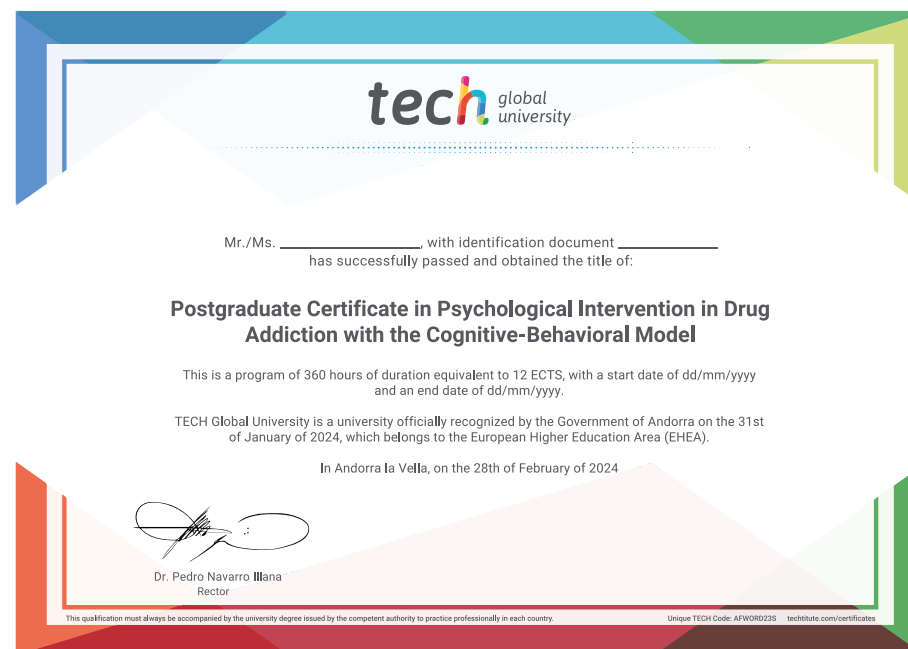 tech global university
Mr./Ms. ____________________, with identification document ______________
has successfully passed and obtained the title of:
Postgraduate Certificate in Psychological Intervention in Drug
Addiction with the Cognitive-Behavioral Model
This is a program of 360 hours of duration equivalent to 12 ECTS, with a start date of dd/mm/yyyy
and an end date of dd/mm/yyyy.
TECH Global University is a university officially recognized by the Government of Andorra on the 31st
of January of 2024, which belongs to the European Higher Education Area (EHEA).
In Andorra la Vella, on the 28th of February of 2024
Dr. Pedro Navarro Illana
Rector
This qualification must always be accompanied by the university degree issued by the competent authority to practice professionally in each country. Unique TECH Code: AFWORD23S techtitute.com/certificates